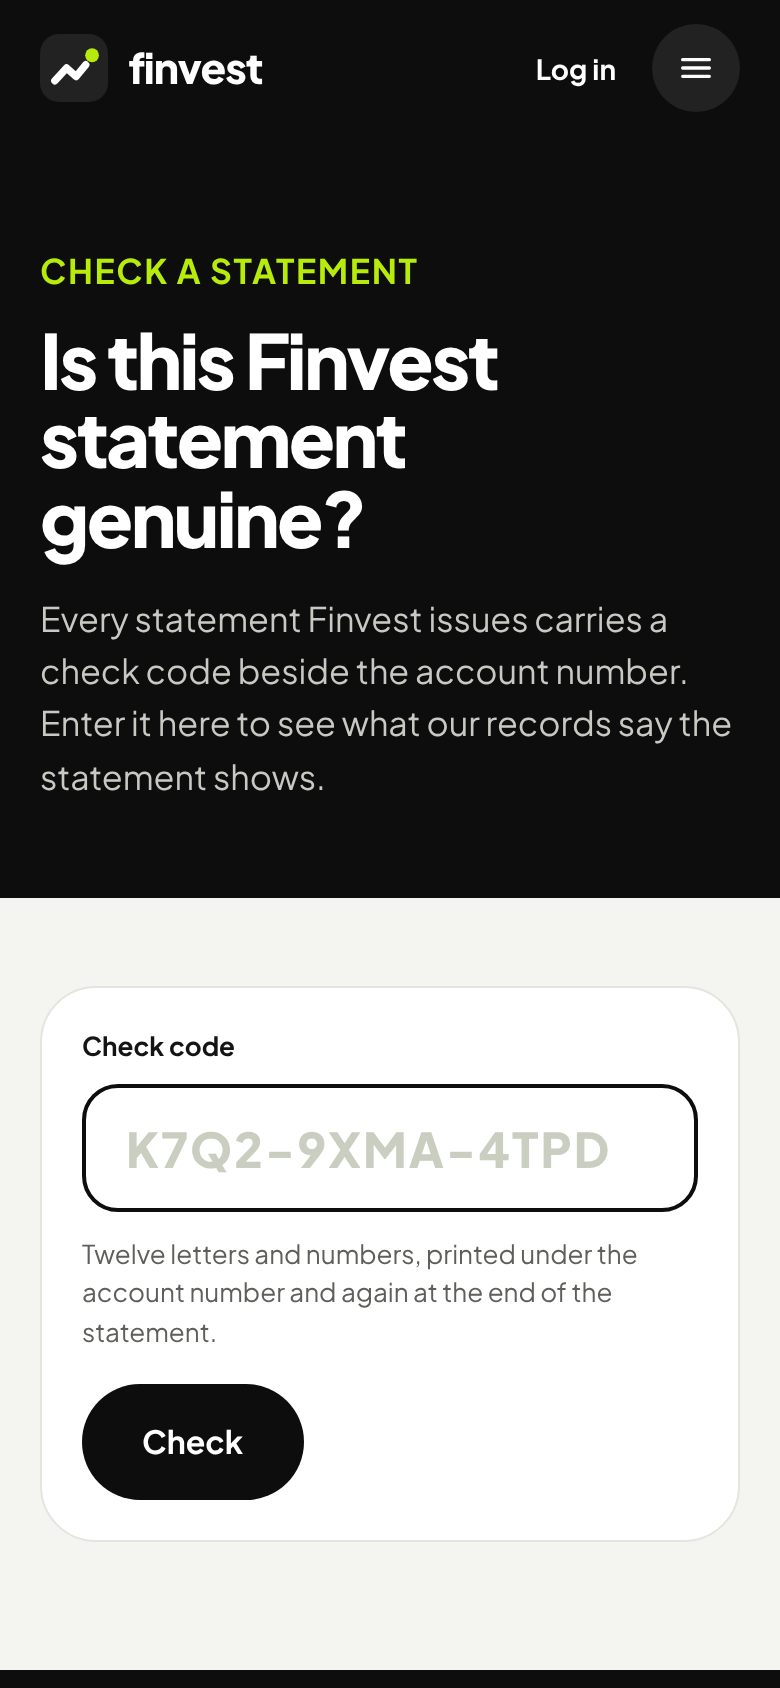 finvest
Log in
CHECK A STATEMENT
Is this Finvest
statement
genuine?
Every statement Finvest issues carries a
check code beside the account number.
Enter it here to see what our records say the
statement shows.
Check code
K7Q2-9XMA-4TPD
Twelve letters and numbers, printed under the
account number and again at the end of the
statement.
Check